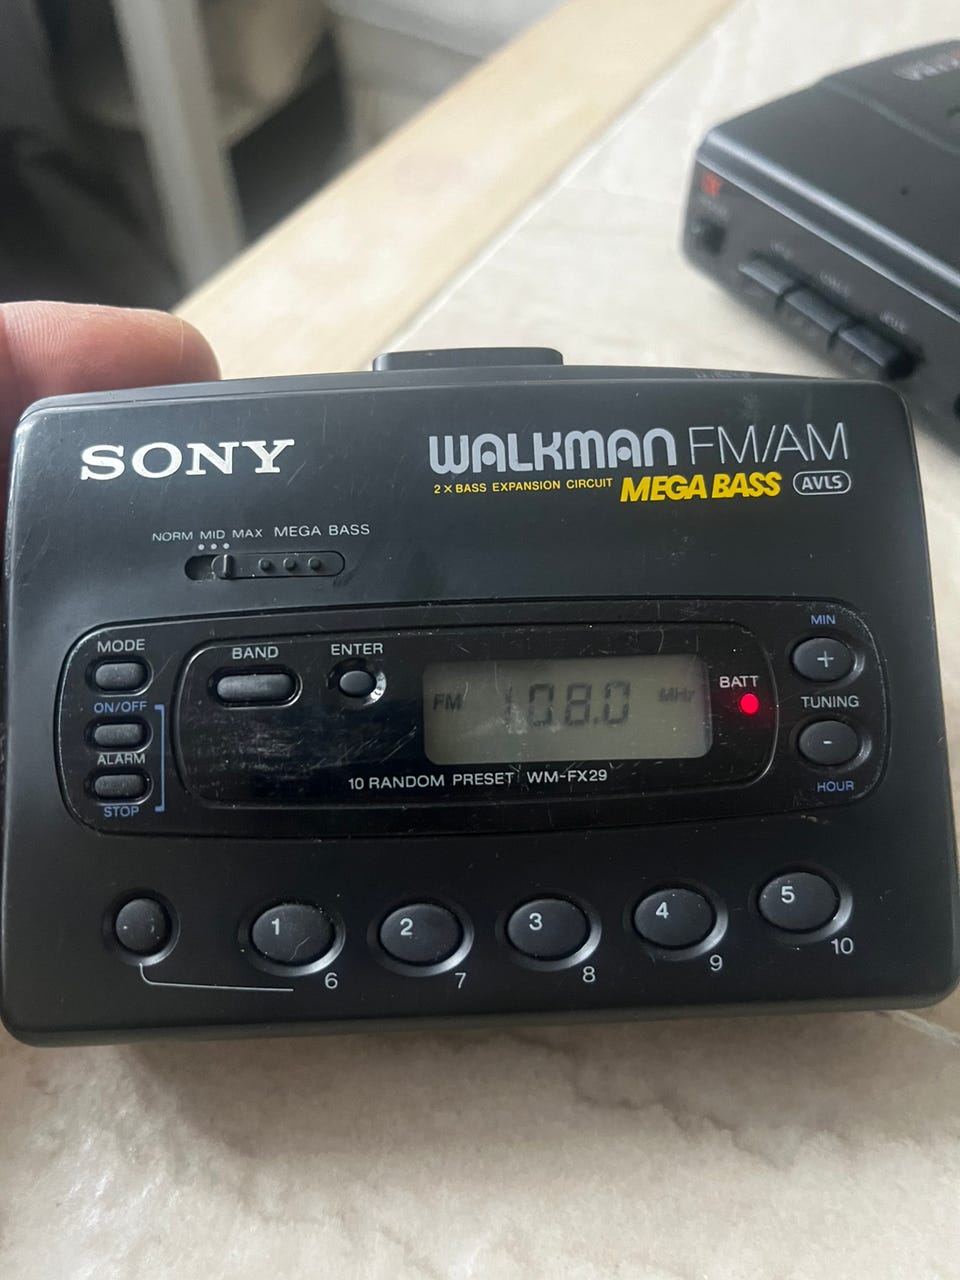 SONY
WALKMAN FM/AM
2 X BASS EXPANSION CIRCUIT MEGA BASS AVLS
NORM MID MAX MEGA BASS
MODE
ON/OFF
ALARM
STOP
BAND
ENTER
FM 108.0 MHz
BATT
10 RANDOM PRESET WM-FX29
MIN
+
TUNING
-
HOUR
1 2 3 4 5
6 7 8 9 10